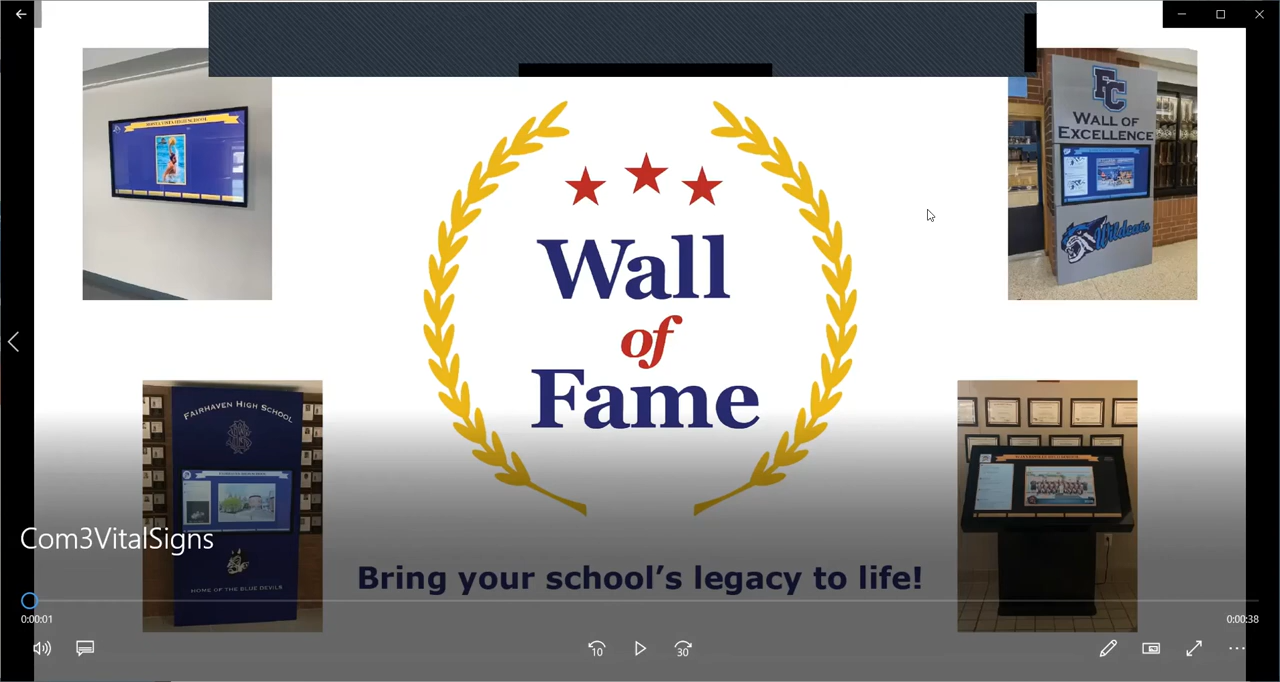 FC
WALL OF
EXCELLENCE
Wildcats
Wall
of
Fame
FAIRHAVEN HIGH SCHOOL
HOME OF THE BLUE DEVILS
Com3VitalSigns
Bring your school's legacy to life!
0:00:01
0:00:38
10
30